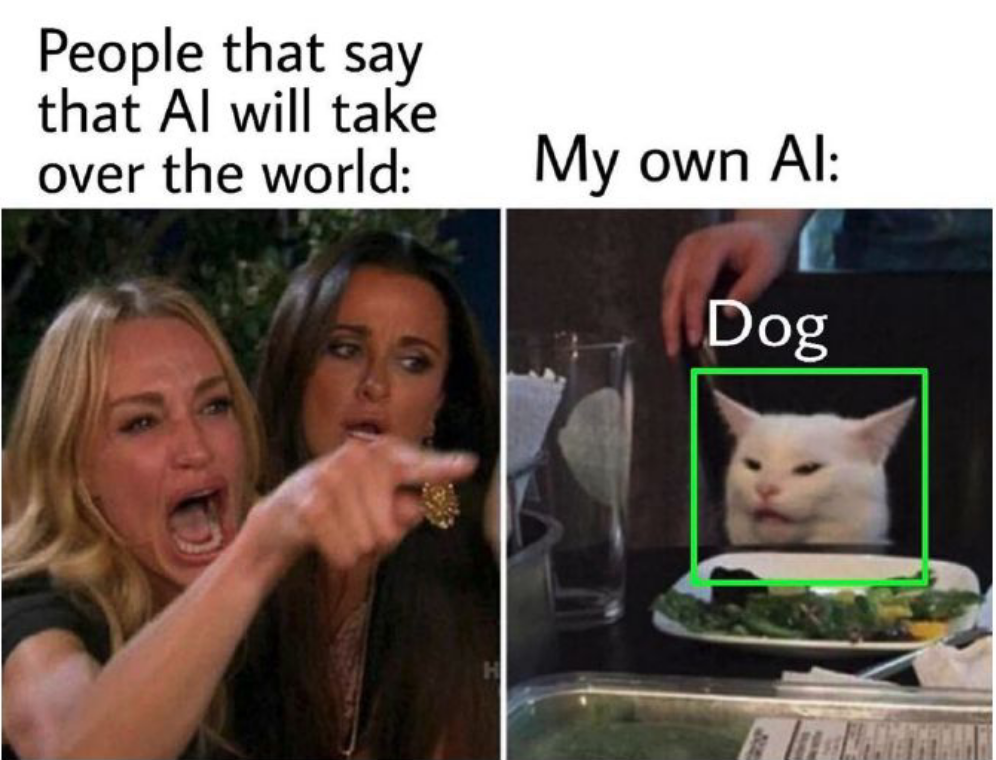 People that say
that AI will take
over the world:
My own AI:
Dog
H